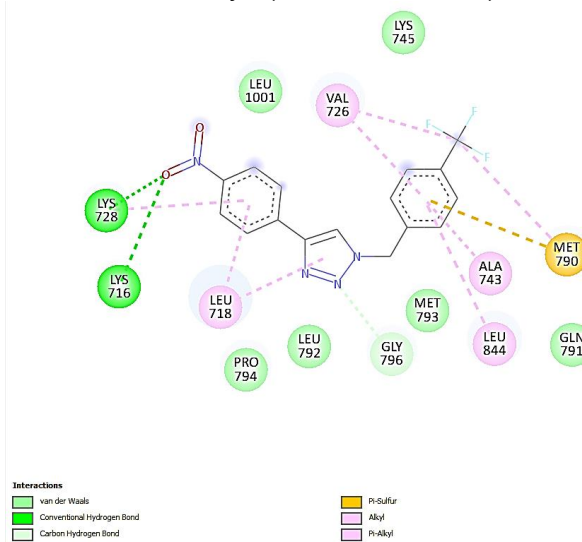 LYS
745
LEU
1001
VAL
726
F
F
F
O
N
O
LYS
728
MET
790
LYS
716
N
N
N
ALA
743
LEU
718
MET
793
LEU
792
GLY
796
LEU
844
GLN
791
PRO
794
Interactions
van der Waals
Conventional Hydrogen Bond
Carbon Hydrogen Bond
Pi-Sulfur
Alkyl
Pi-Alkyl